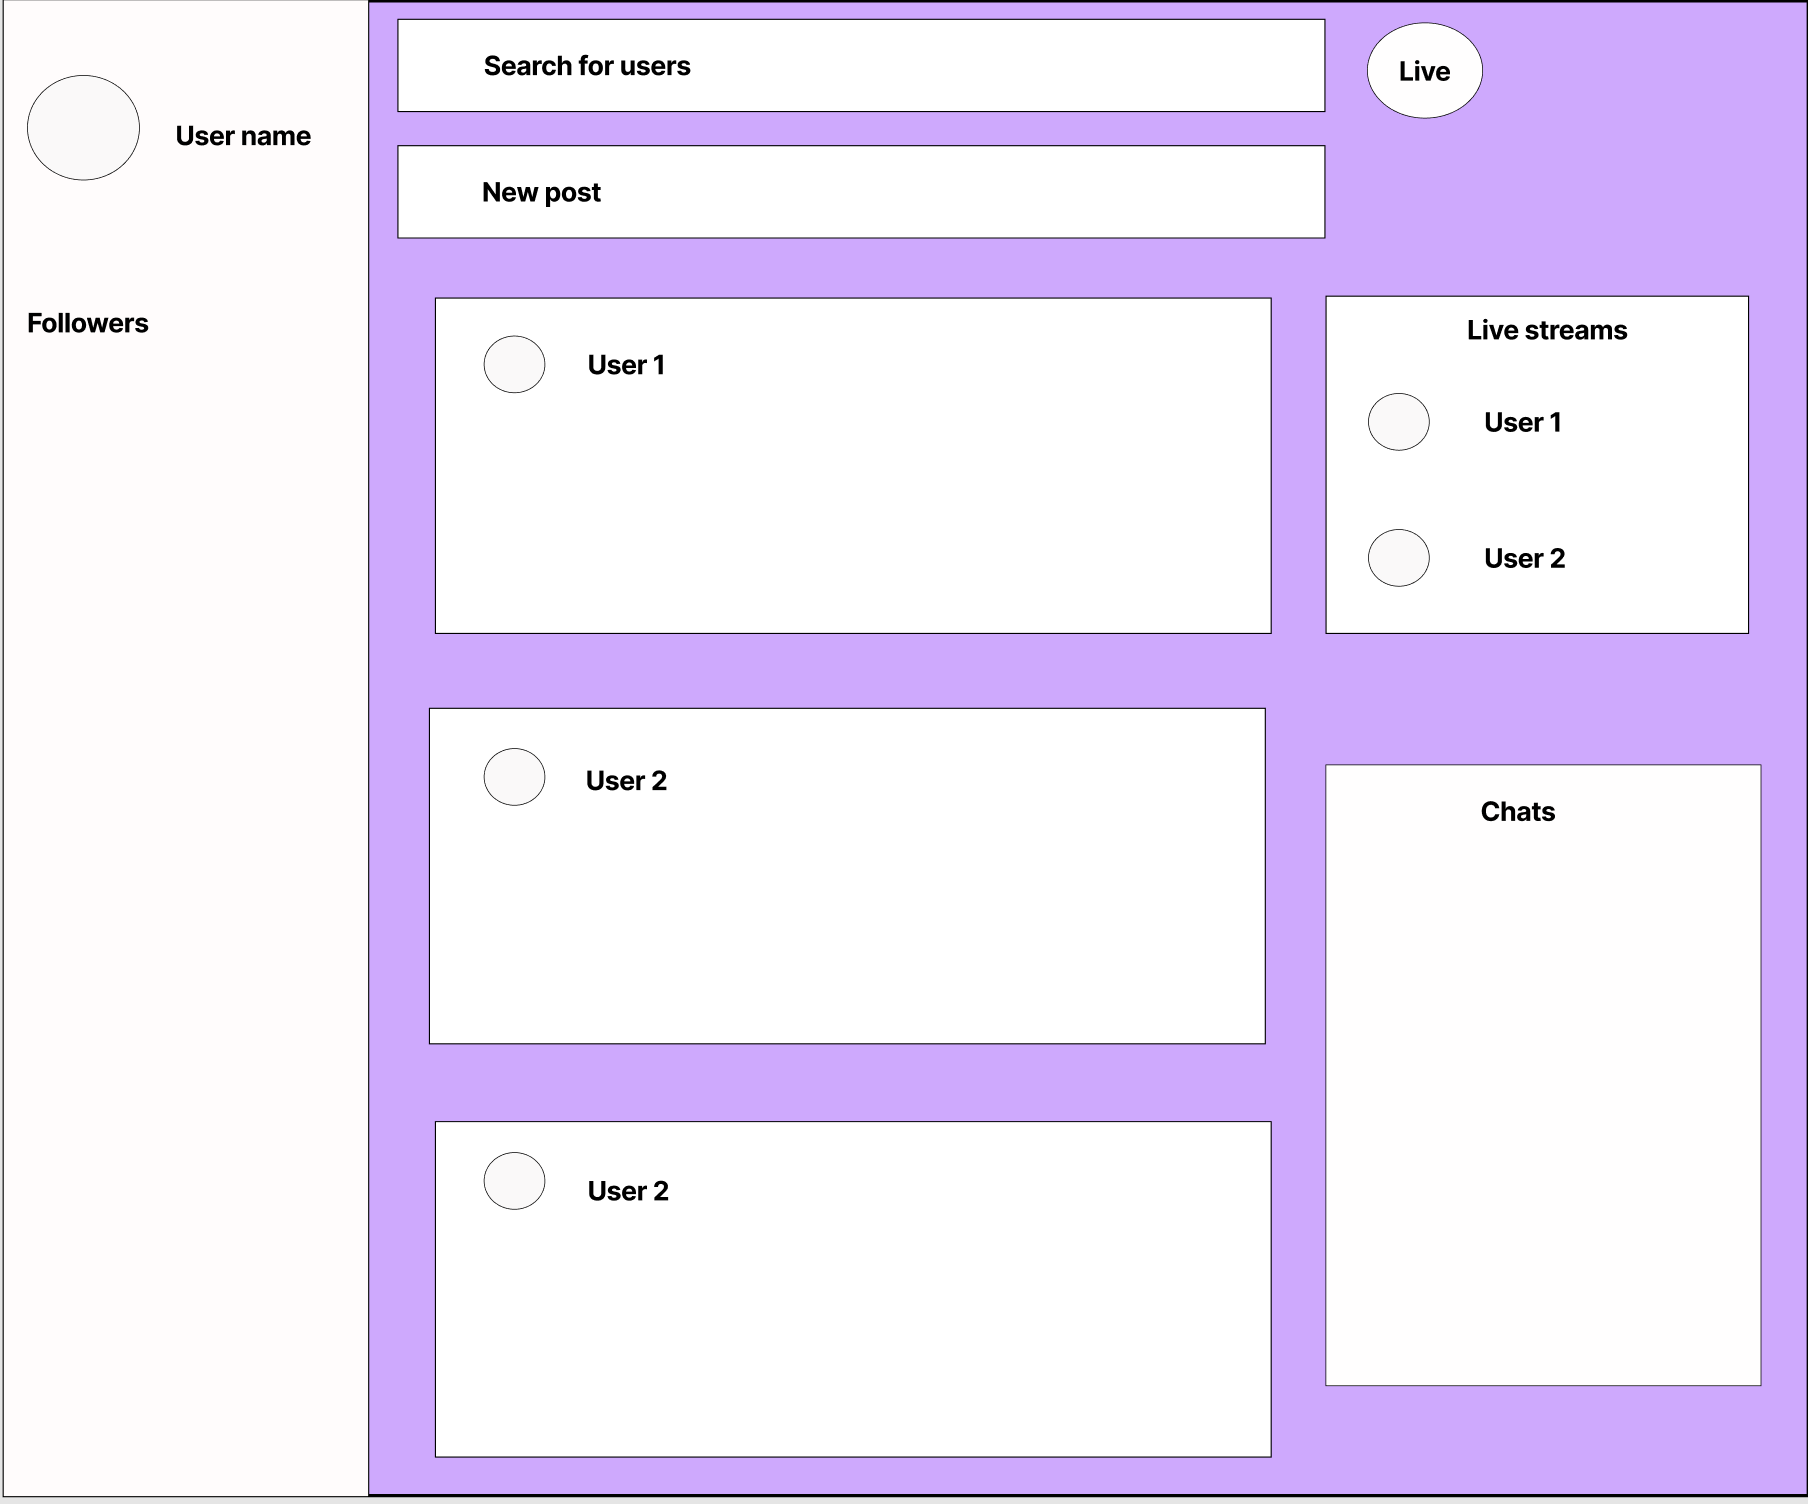 User name
Followers
Search for users
Live
New post
User 1
User 2
User 2
Live streams
User 1
User 2
Chats